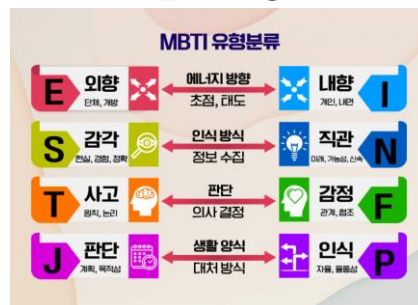 MBTI 유형분류
E 외향 에너지 방향 내향 I
단체, 개방 초점, 태도 개인, 내면
S 감각 인식 방식 직관 N
현실, 경험, 정확 정보 수집 미래, 가능성, 신속
T 사고 판단 감정 F
원칙, 논리 의사 결정 관계, 협조
J 판단 생활 양식 인식 P
계획, 목적성 대처 방식 자율, 융통성